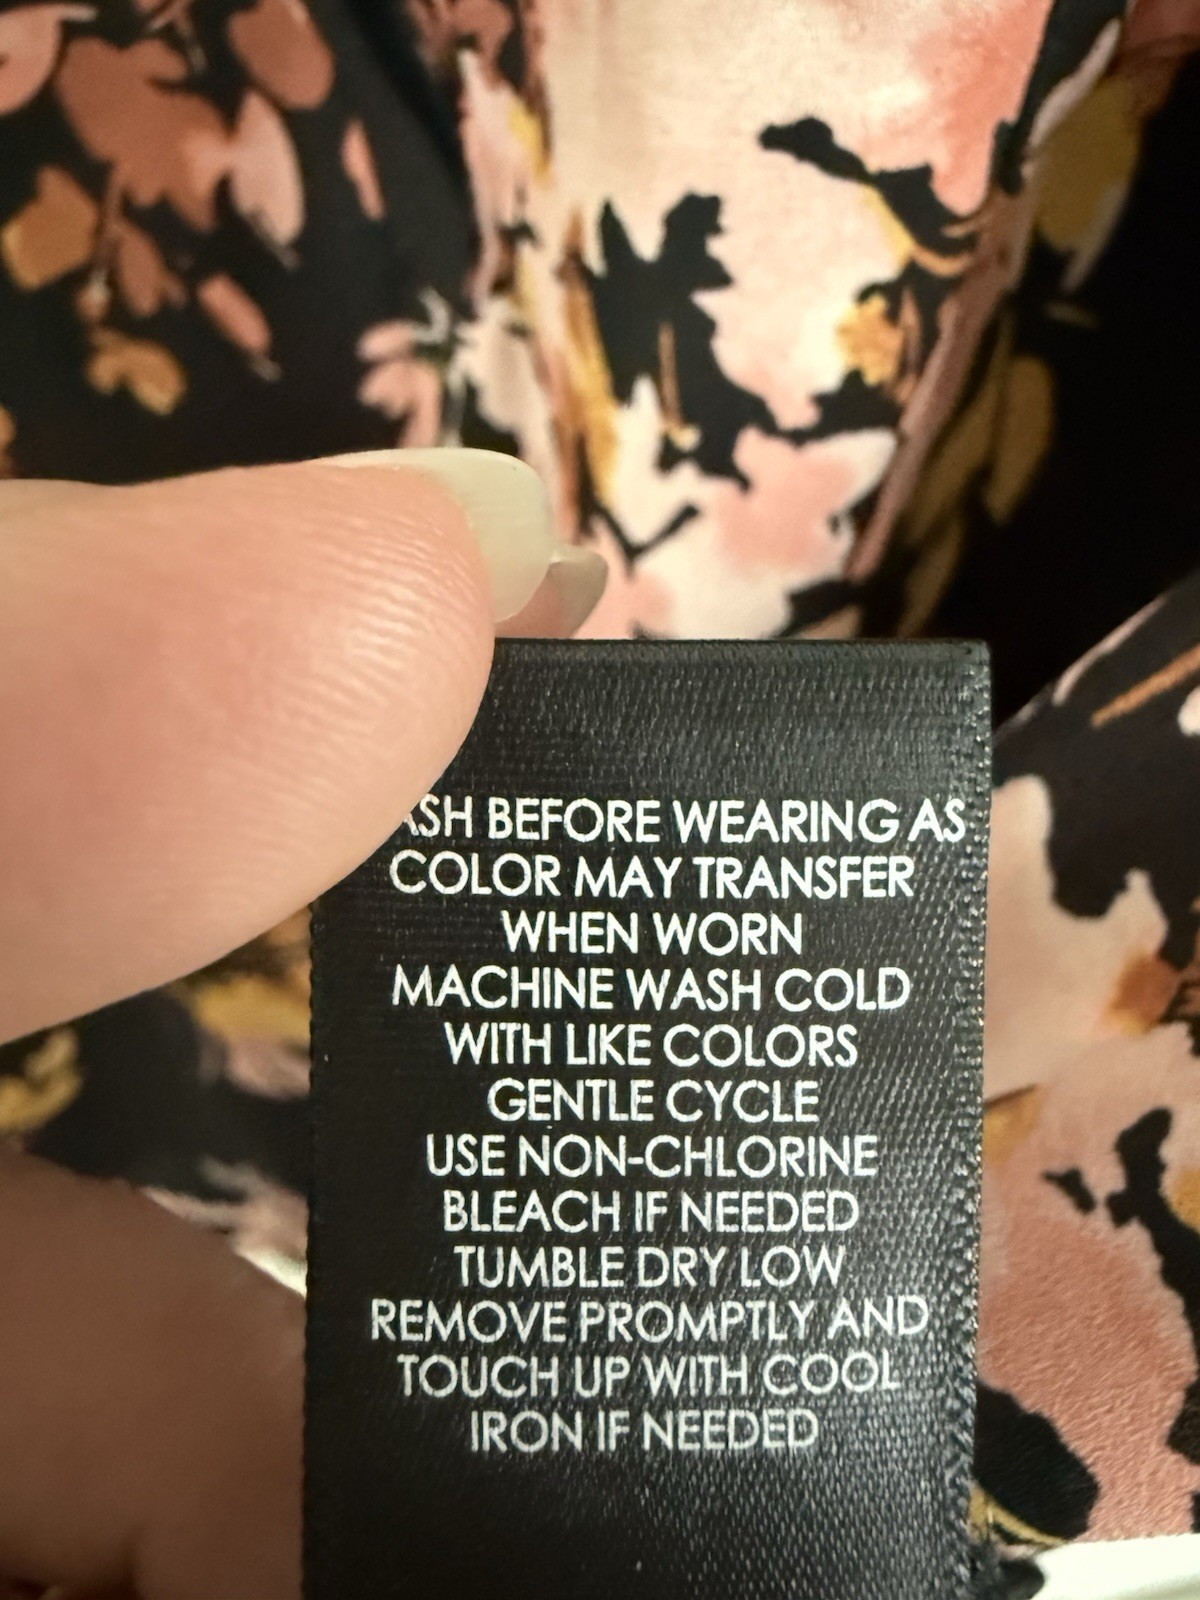 ASH BEFORE WEARING AS
COLOR MAY TRANSFER
WHEN WORN
MACHINE WASH COLD
WITH LIKE COLORS
GENTLE CYCLE
USE NON-CHLORINE
BLEACH IF NEEDED
TUMBLE DRY LOW
REMOVE PROMPTLY AND
TOUCH UP WITH COOL
IRON IF NEEDED